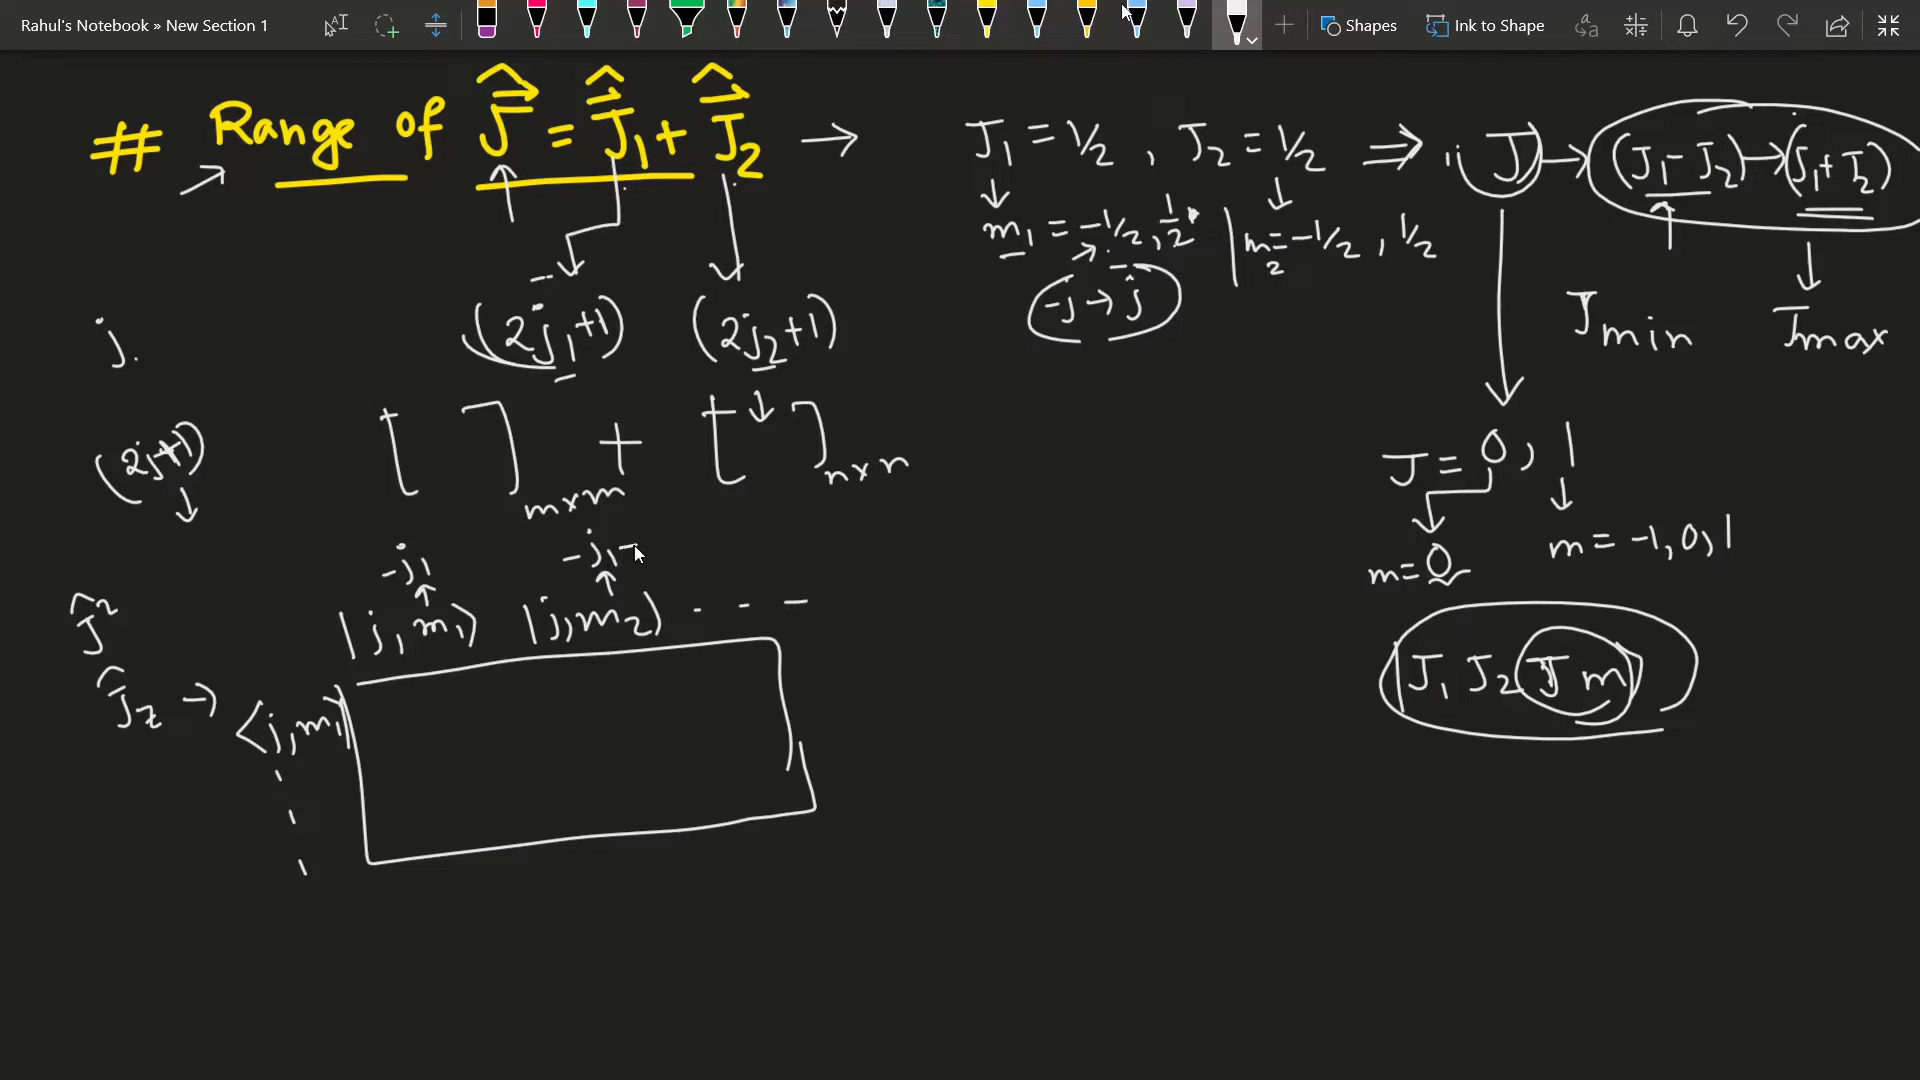 Rahul's Notebook » New Section 1
Shapes
Ink to Shape
# Range of Ĵ = Ĵ₁ + Ĵ₂ → J₁ = 1/2 , J₂ = 1/2 ⇒ J → (J₁ - J₂) → (J₁ + J₂)
m₁ = -1/2 , 1/2 | m₂ = -1/2 , 1/2
-j → j
J min J max
j. (2j₁+1) (2j₂+1)
(2j+1) [ ] m×m + [ ] n×n
J = 0, 1
m = 0 m = -1, 0, 1
-j₁ -j₁-
Ĵ² |j, m₁⟩ |j, m₂⟩ - - -
Ĵz → ⟨j, m₁|
|J₁ J₂ J m⟩